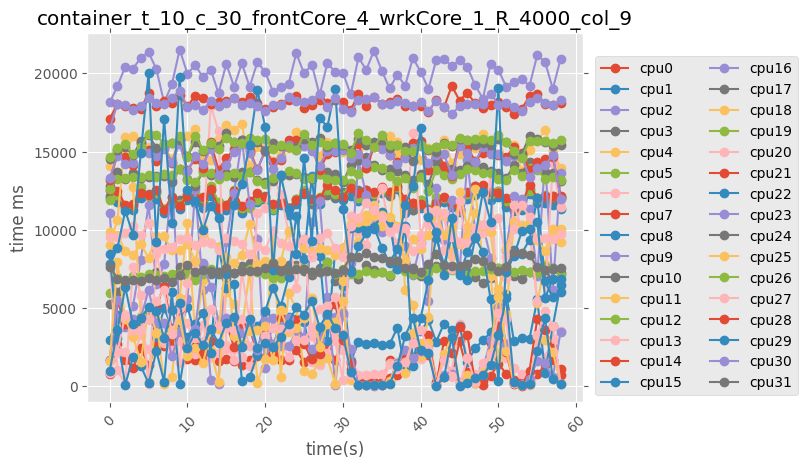 container_t_10_c_30_frontCore_4_wrkCore_1_R_4000_col_9
time ms
20000
15000
10000
5000
0
0
10
20
30
40
50
60
time(s)
cpu0
cpu1
cpu2
cpu3
cpu4
cpu5
cpu6
cpu7
cpu8
cpu9
cpu10
cpu11
cpu12
cpu13
cpu14
cpu15
cpu16
cpu17
cpu18
cpu19
cpu20
cpu21
cpu22
cpu23
cpu24
cpu25
cpu26
cpu27
cpu28
cpu29
cpu30
cpu31